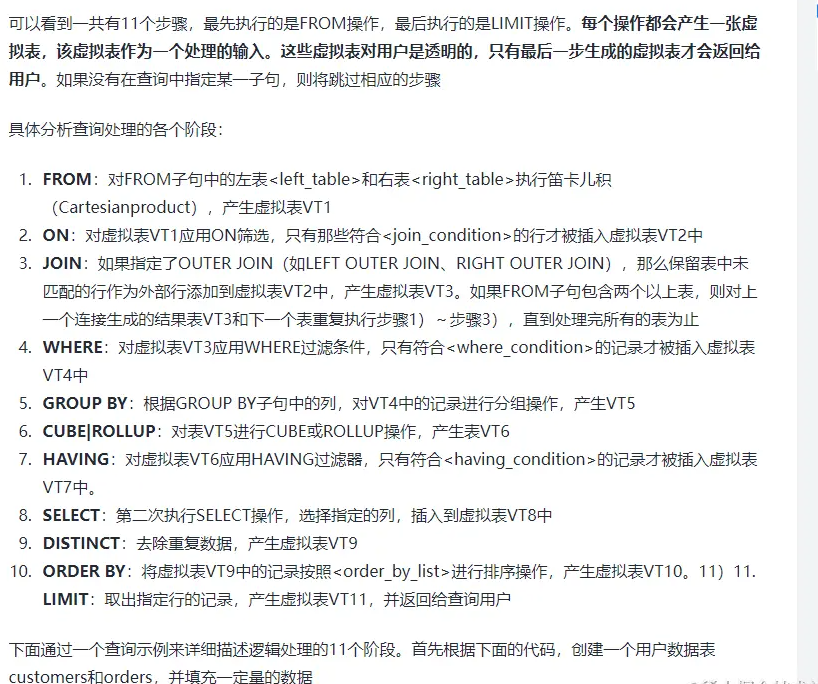 可以看到一共有11个步骤，最先执行的是FROM操作，最后执行的是LIMIT操作。每个操作都会产生一张虚
拟表，该虚拟表作为一个处理的输入。这些虚拟表对用户是透明的，只有最后一步生成的虚拟表才会返回给
用户。如果没有在查询中指定某一子句，则将跳过相应的步骤
具体分析查询处理的各个阶段：
1. FROM：对FROM子句中的左表<left_table>和右表<right_table>执行笛卡儿积
（Cartesianproduct），产生虚拟表VT1
2. ON：对虚拟表VT1应用ON筛选，只有那些符合<join_condition>的行才被插入虚拟表VT2中
3. JOIN：如果指定了OUTER JOIN（如LEFT OUTER JOIN、RIGHT OUTER JOIN），那么保留表中未
匹配的行作为外部行添加到虚拟表VT2中，产生虚拟表VT3。如果FROM子句包含两个以上表，则对上
一个连接生成的结果表VT3和下一个表重复执行步骤1）～步骤3），直到处理完所有的表为止
4. WHERE：对虚拟表VT3应用WHERE过滤条件，只有符合<where_condition>的记录才被插入虚拟表
VT4中
5. GROUP BY：根据GROUP BY子句中的列，对VT4中的记录进行分组操作，产生VT5
6. CUBE|ROLLUP：对表VT5进行CUBE或ROLLUP操作，产生表VT6
7. HAVING：对虚拟表VT6应用HAVING过滤器，只有符合<having_condition>的记录才被插入虚拟表
VT7中。
8. SELECT：第二次执行SELECT操作，选择指定的列，插入到虚拟表VT8中
9. DISTINCT：去除重复数据，产生虚拟表VT9
10. ORDER BY：将虚拟表VT9中的记录按照<order_by_list>进行排序操作，产生虚拟表VT10。11）11.
LIMIT：取出指定行的记录，产生虚拟表VT11，并返回给查询用户
下面通过一个查询示例来详细描述逻辑处理的11个阶段。首先根据下面的代码，创建一个用户数据表
customers和orders，并填充一定量的数据